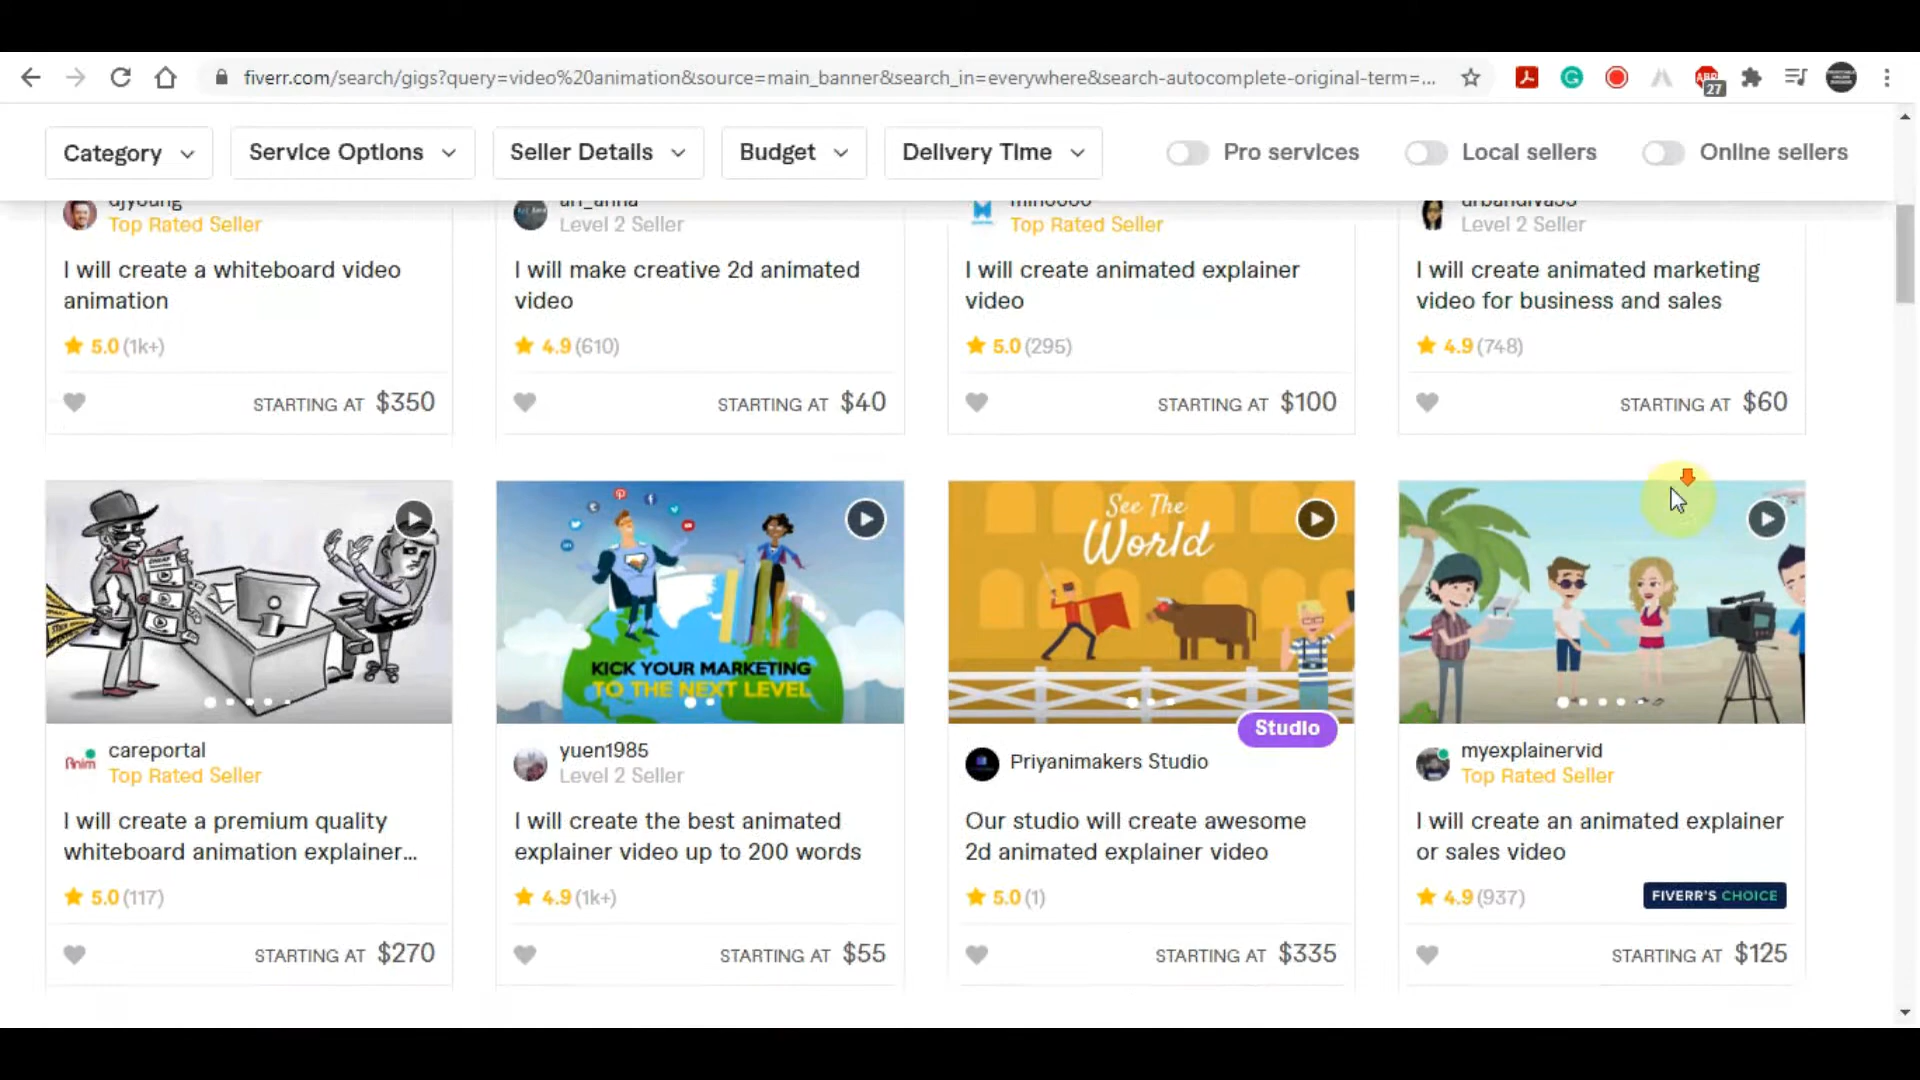 fiverr.com/search/gigs?query=video%20animation&source=main_banner&search_in=everywhere&search-autocomplete-original-term=...
ABP
27
Category
Service Options
Seller Details
Budget
Delivery Time
Pro services
Local sellers
Online sellers
Top Rated Seller
Level 2 Seller
Top Rated Seller
Level 2 Seller
I will create a whiteboard video
animation
I will make creative 2d animated
video
I will create animated explainer
video
I will create animated marketing
video for business and sales
5.0 (1k+)
4.9 (610)
5.0 (295)
4.9 (748)
STARTING AT $350
STARTING AT $40
STARTING AT $100
STARTING AT $60
KICK YOUR MARKETING
TO THE NEXT LEVEL
See The
World
Studio
careportal
Top Rated Seller
yuen1985
Level 2 Seller
Priyanimakers Studio
myexplainervid
Top Rated Seller
I will create a premium quality
whiteboard animation explainer...
I will create the best animated
explainer video up to 200 words
Our studio will create awesome
2d animated explainer video
I will create an animated explainer
or sales video
5.0 (117)
4.9 (1k+)
5.0 (1)
4.9 (937)
FIVERR'S CHOICE
STARTING AT $270
STARTING AT $55
STARTING AT $335
STARTING AT $125